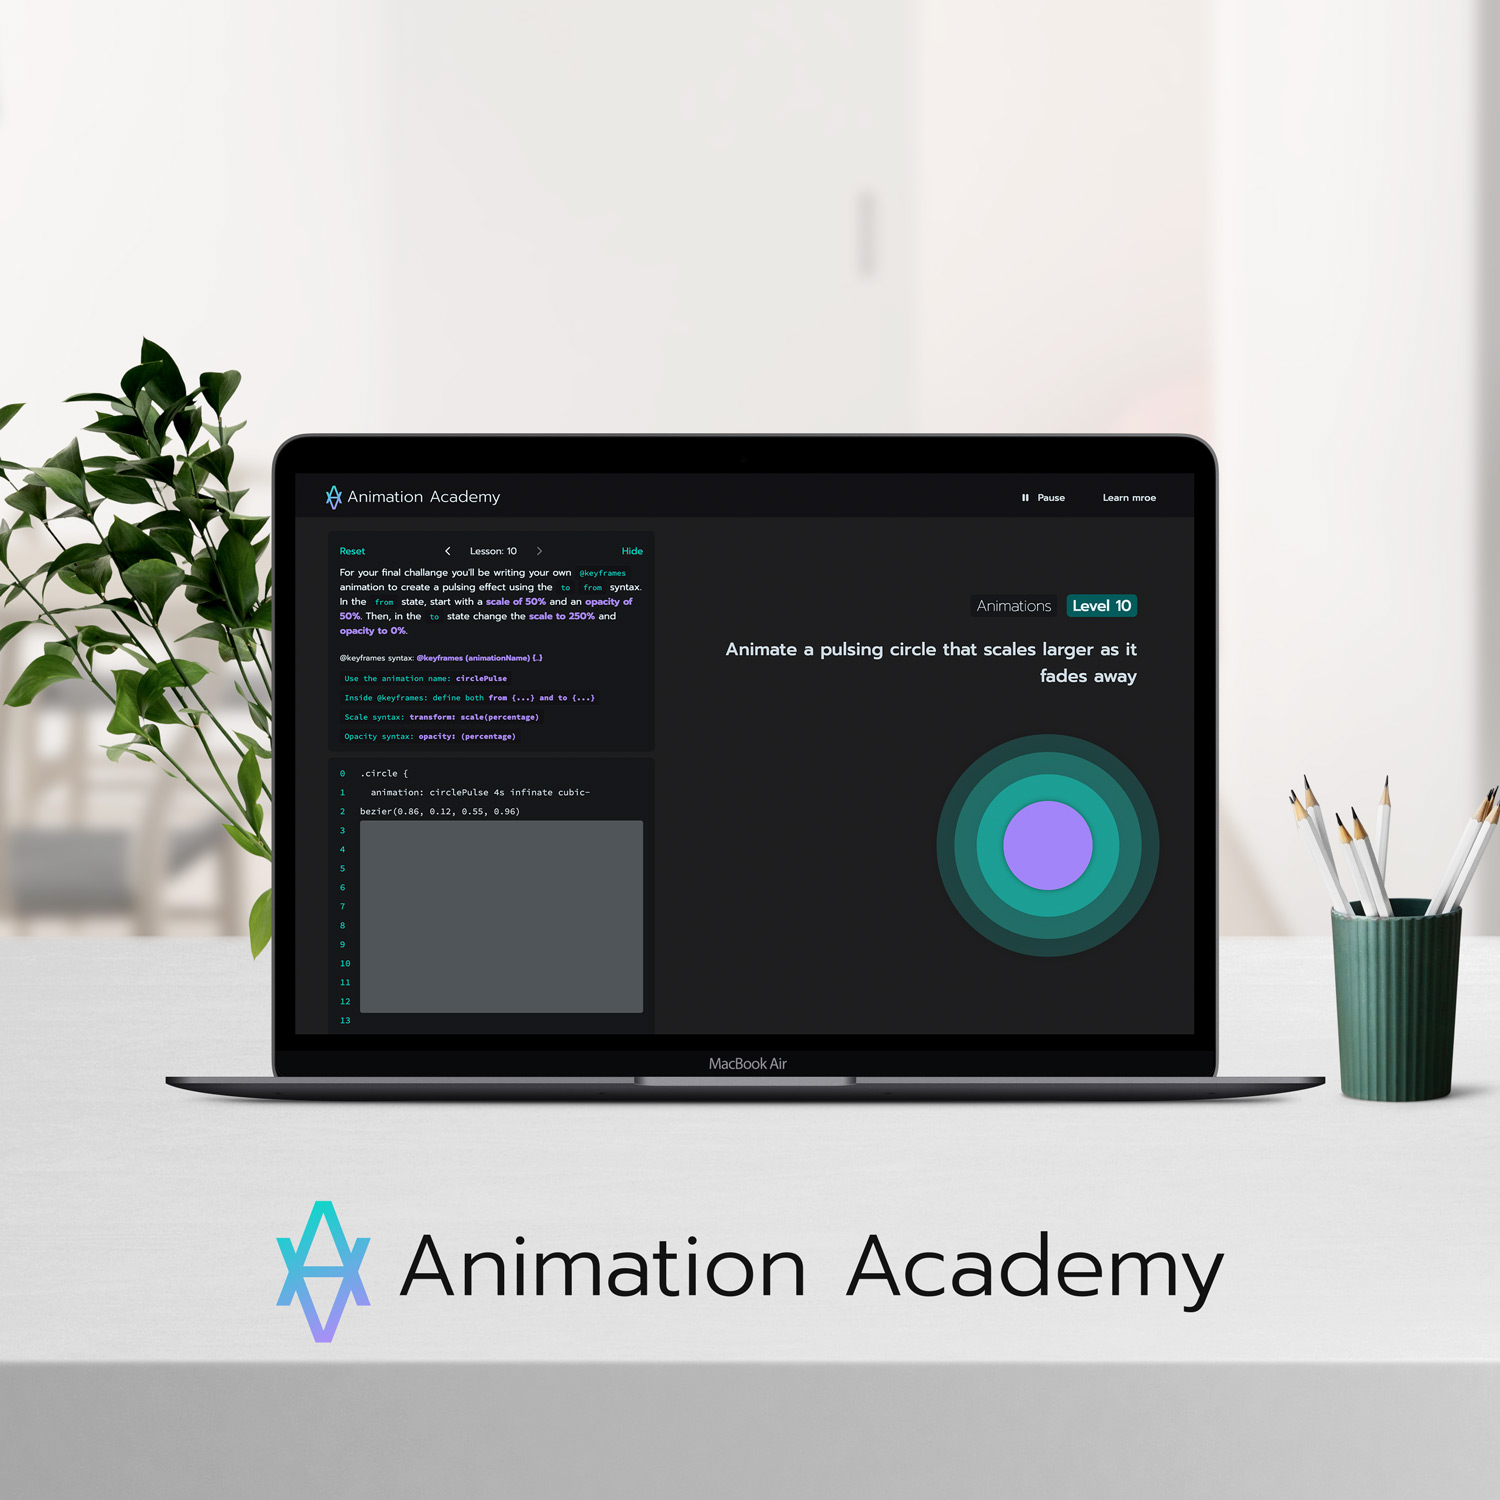 Animation Academy
Pause
Learn mroe
Reset
Lesson: 10
Hide
For your final challange you'll be writing your own @keyframes
animation to create a pulsing effect using the to from syntax.
In the from state, start with a scale of 50% and an opacity of
50%. Then, in the to state change the scale to 250% and
opacity to 0%.
@keyframes syntax: @keyframes (animationName) {..}
Use the animation name: circlePulse
Inside @keyframes: define both from {...} and to {...}
Scale syntax: transform: scale(percentage)
Opacity syntax: opacity: (percentage)
0 .circle {
1 animation: circlePulse 4s infinate cubic-
2 bezier(0.86, 0.12, 0.55, 0.96)
3
4
5
6
7
8
9
10
11
12
13
Animations Level 10
Animate a pulsing circle that scales larger as it
fades away
MacBook Air
Animation Academy